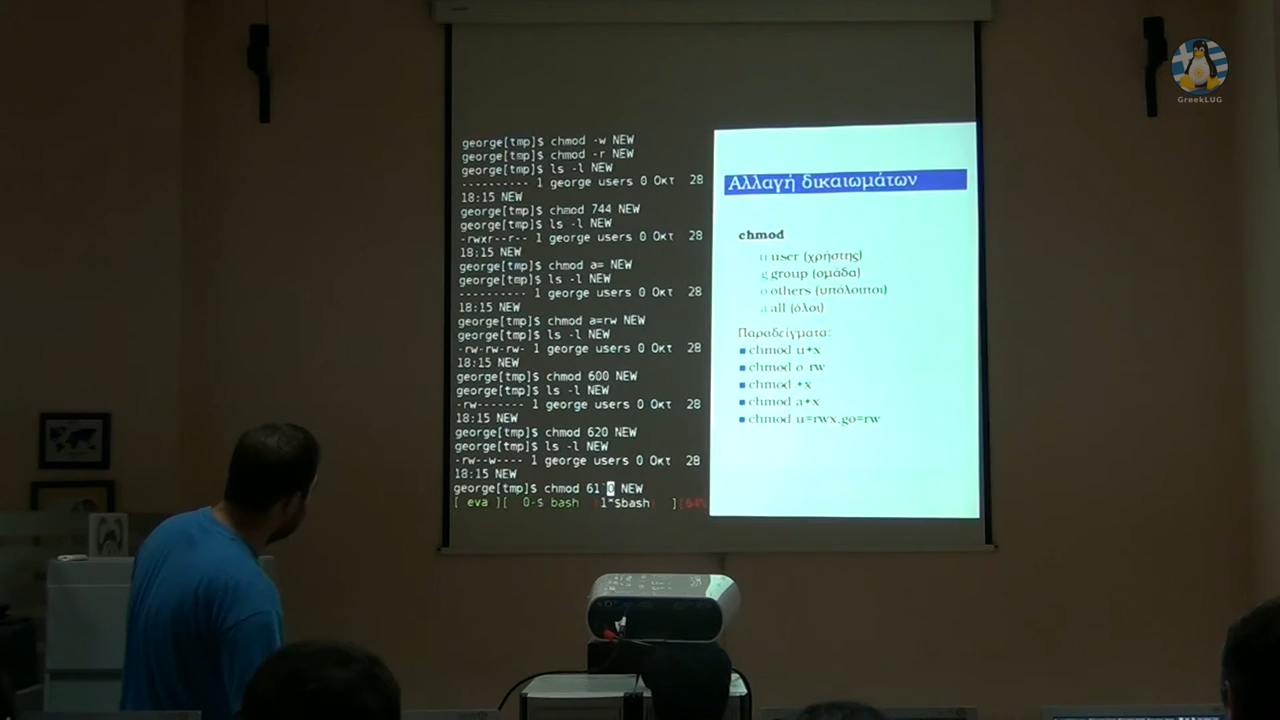 GreekLUG
george[tmp]$ chmod -w NEW
george[tmp]$ chmod -r NEW
george[tmp]$ ls -l NEW
---------- 1 george users 0 Οκτ 28
18:15 NEW
george[tmp]$ chmod 744 NEW
george[tmp]$ ls -l NEW
-rwxr--r-- 1 george users 0 Οκτ 28
18:15 NEW
george[tmp]$ chmod a= NEW
george[tmp]$ ls -l NEW
---------- 1 george users 0 Οκτ 28
18:15 NEW
george[tmp]$ chmod a=rw NEW
george[tmp]$ ls -l NEW
-rw-rw-rw- 1 george users 0 Οκτ 28
18:15 NEW
george[tmp]$ chmod 600 NEW
george[tmp]$ ls -l NEW
-rw------- 1 george users 0 Οκτ 28
18:15 NEW
george[tmp]$ chmod 620 NEW
george[tmp]$ ls -l NEW
-rw--w---- 1 george users 0 Οκτ 28
18:15 NEW
george[tmp]$ chmod 61 0 NEW
[ eva ][ 0-$ bash (1*$bash) ][64%
Αλλαγή δικαιωμάτων
chmod
u user (χρήστης)
g group (ομάδα)
o others (υπόλοιποι)
a all (όλοι)
Παραδείγματα:
chmod u+x
chmod o-rw
chmod +x
chmod a+x
chmod u=rwx,go=rw